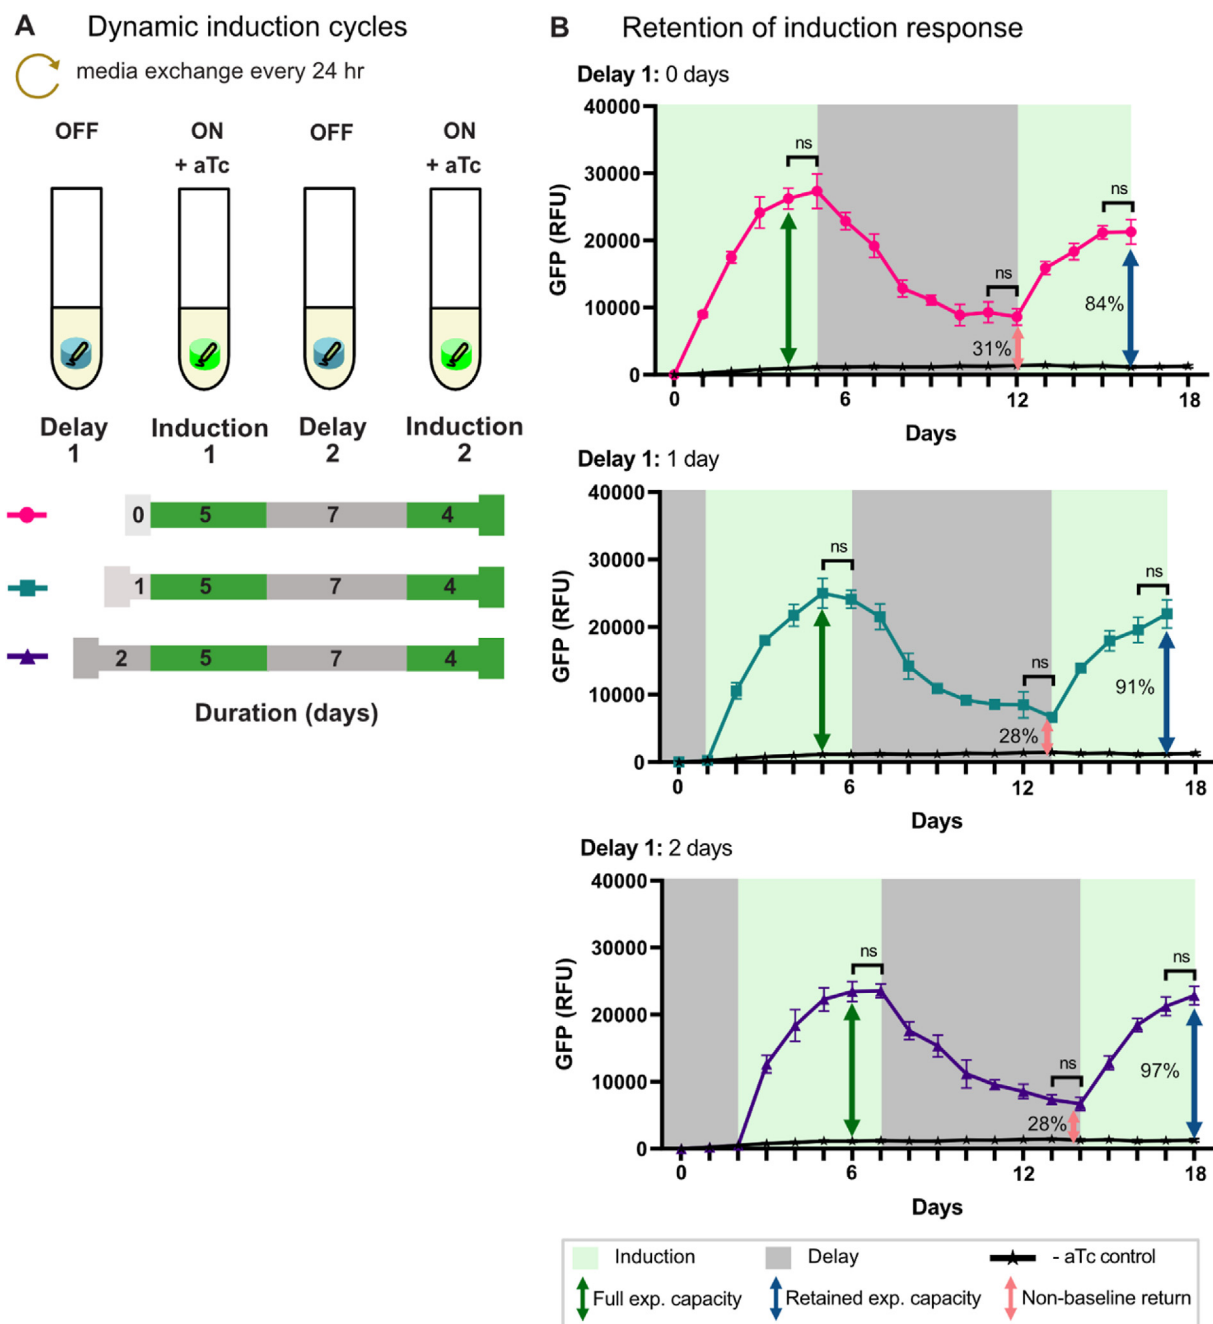 A Dynamic induction cycles
media exchange every 24 hr
OFF ON OFF ON
+ aTc + aTc
Delay 1 Induction 1 Delay 2 Induction 2
0 5 7 4
1 5 7 4
2 5 7 4
Duration (days)
B Retention of induction response
Delay 1: 0 days
GFP (RFU)
40000
30000
20000
10000
0
ns
ns
ns
31%
84%
0 6 12 18
Days
Delay 1: 1 day
GFP (RFU)
40000
30000
20000
10000
0
ns
ns
ns
28%
91%
0 6 12 18
Days
Delay 1: 2 days
GFP (RFU)
40000
30000
20000
10000
0
ns
ns
ns
28%
97%
0 6 12 18
Days
Induction Delay - aTc control
Full exp. capacity Retained exp. capacity Non-baseline return